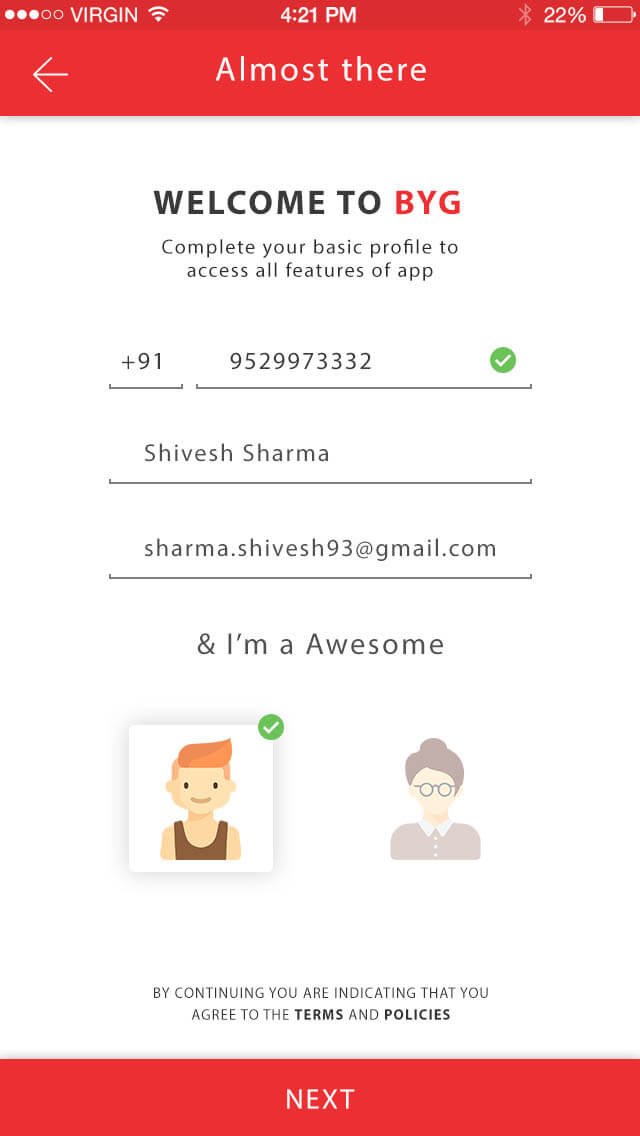 VIRGIN 4:21 PM 22%
Almost there
WELCOME TO BYG
Complete your basic profile to
access all features of app
+91 9529973332
Shivesh Sharma
sharma.shivesh93@gmail.com
& I'm a Awesome
BY CONTINUING YOU ARE INDICATING THAT YOU
AGREE TO THE TERMS AND POLICIES
NEXT